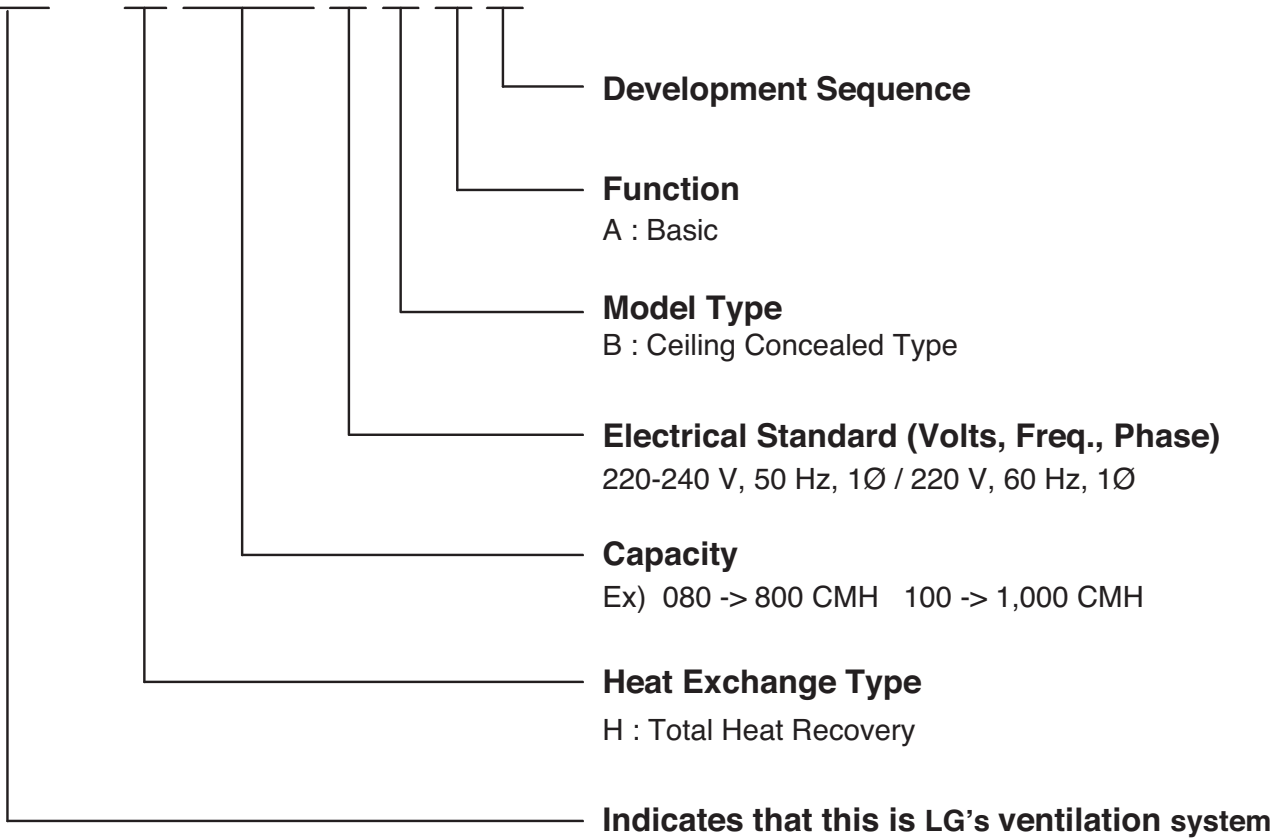 Development Sequence
Function
A : Basic
Model Type
B : Ceiling Concealed Type
Electrical Standard (Volts, Freq., Phase)
220-240 V, 50 Hz, 1Ø / 220 V, 60 Hz, 1Ø
Capacity
Ex) 080 -> 800 CMH 100 -> 1,000 CMH
Heat Exchange Type
H : Total Heat Recovery
Indicates that this is LG’s ventilation system